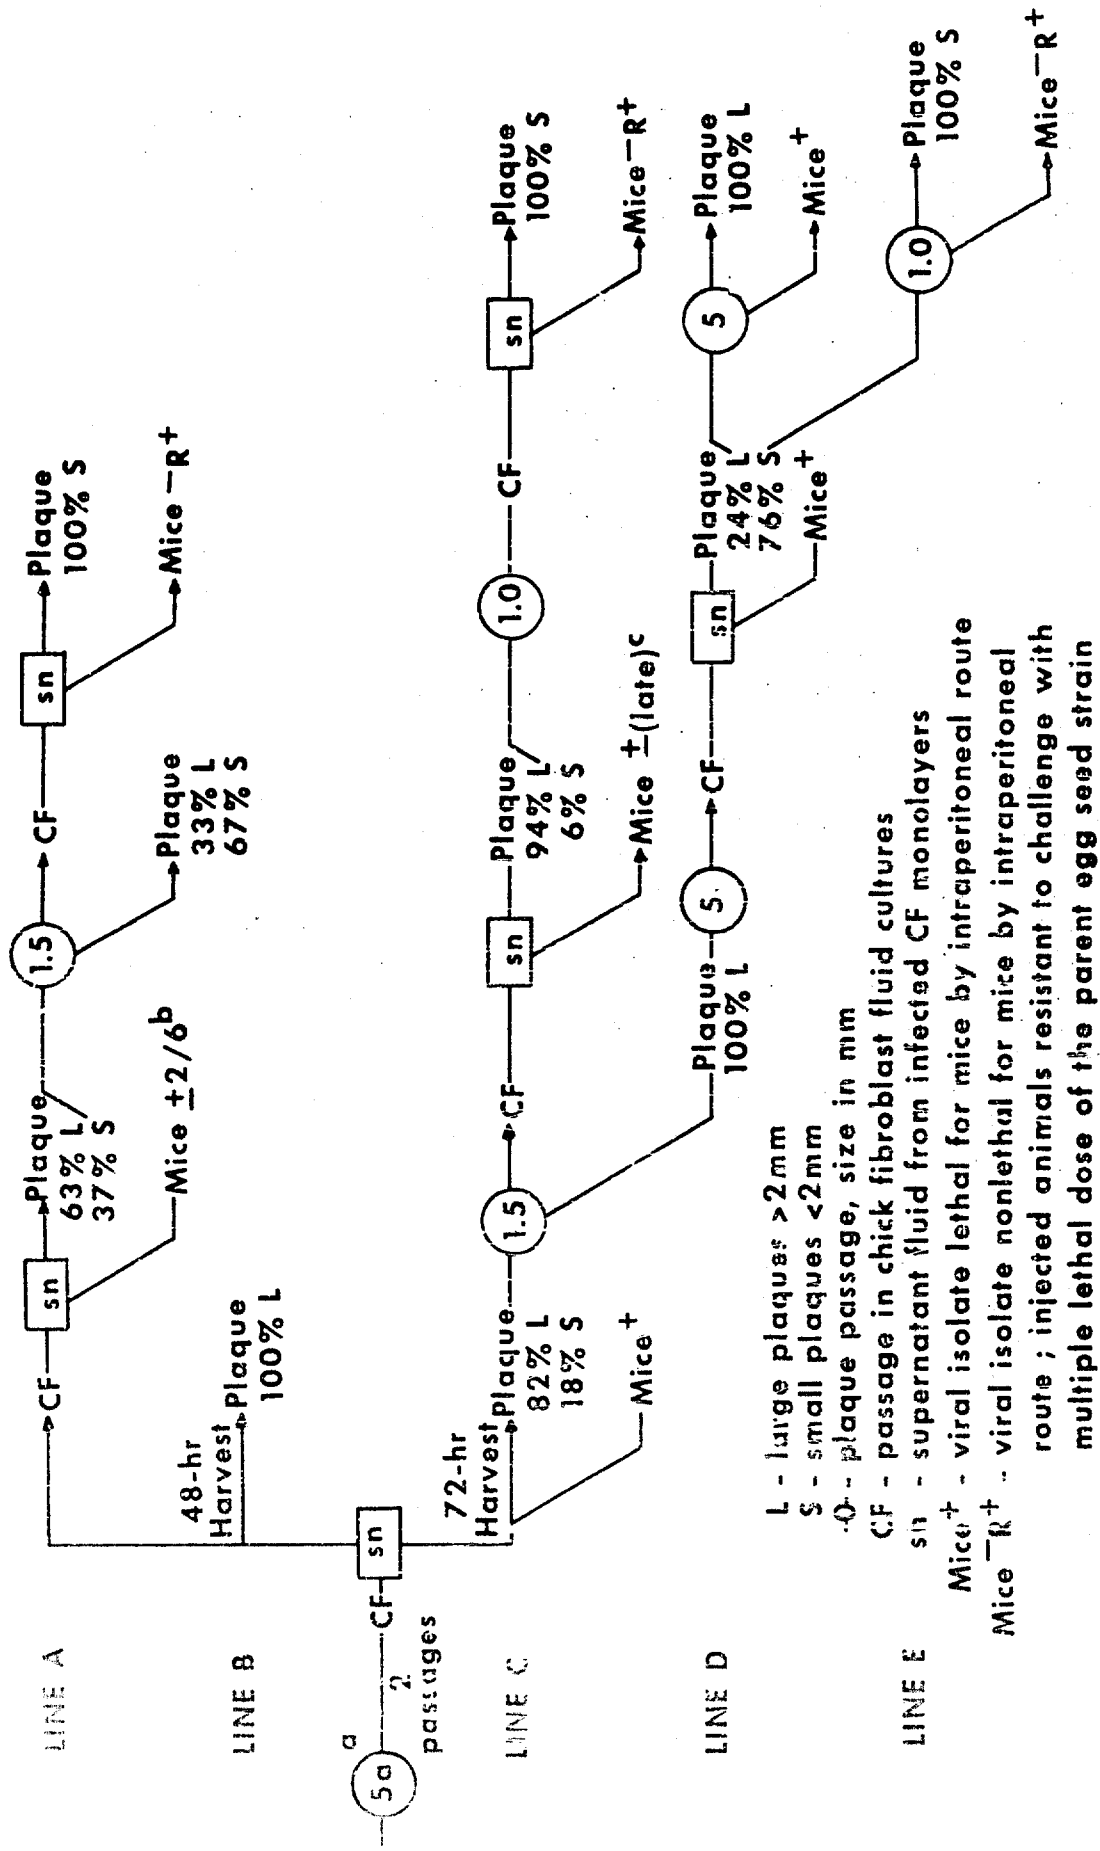 LINE A
CF
sn
Plaque
63% L
37% S
Mice ±2/6b
1.5
CF
Plaque
33% L
67% S
sn
Plaque
100% S
Mice −R+
LINE B
48-hr
Harvest
Plaque
100% L
5a
a
2
passages
CF
sn
LINE C
72-hr
Harvest
Plaque
82% L
18% S
Mice+
1.5
CF
sn
Plaque
94% L
6% S
Mice ±(late)c
1.0
CF
sn
Plaque
100% S
Mice−R+
LINE D
Plaque
100% L
5
CF
sn
Plaque
24% L
76% S
Mice+
5
Plaque
100% L
Mice+
LINE E
1.0
Plaque
100% S
Mice−R+
L - large plaques >2mm
S - small plaques <2mm
-O- plaque passage, size in mm
CF - passage in chick fibroblast fluid cultures
sn - supernatant fluid from infected CF monolayers
Mice+ - viral isolate lethal for mice by intraperitoneal route
Mice−R+ - viral isolate nonlethal for mice by intraperitoneal
route ; injected animals resistant to challenge with
multiple lethal dose of the parent egg seed strain